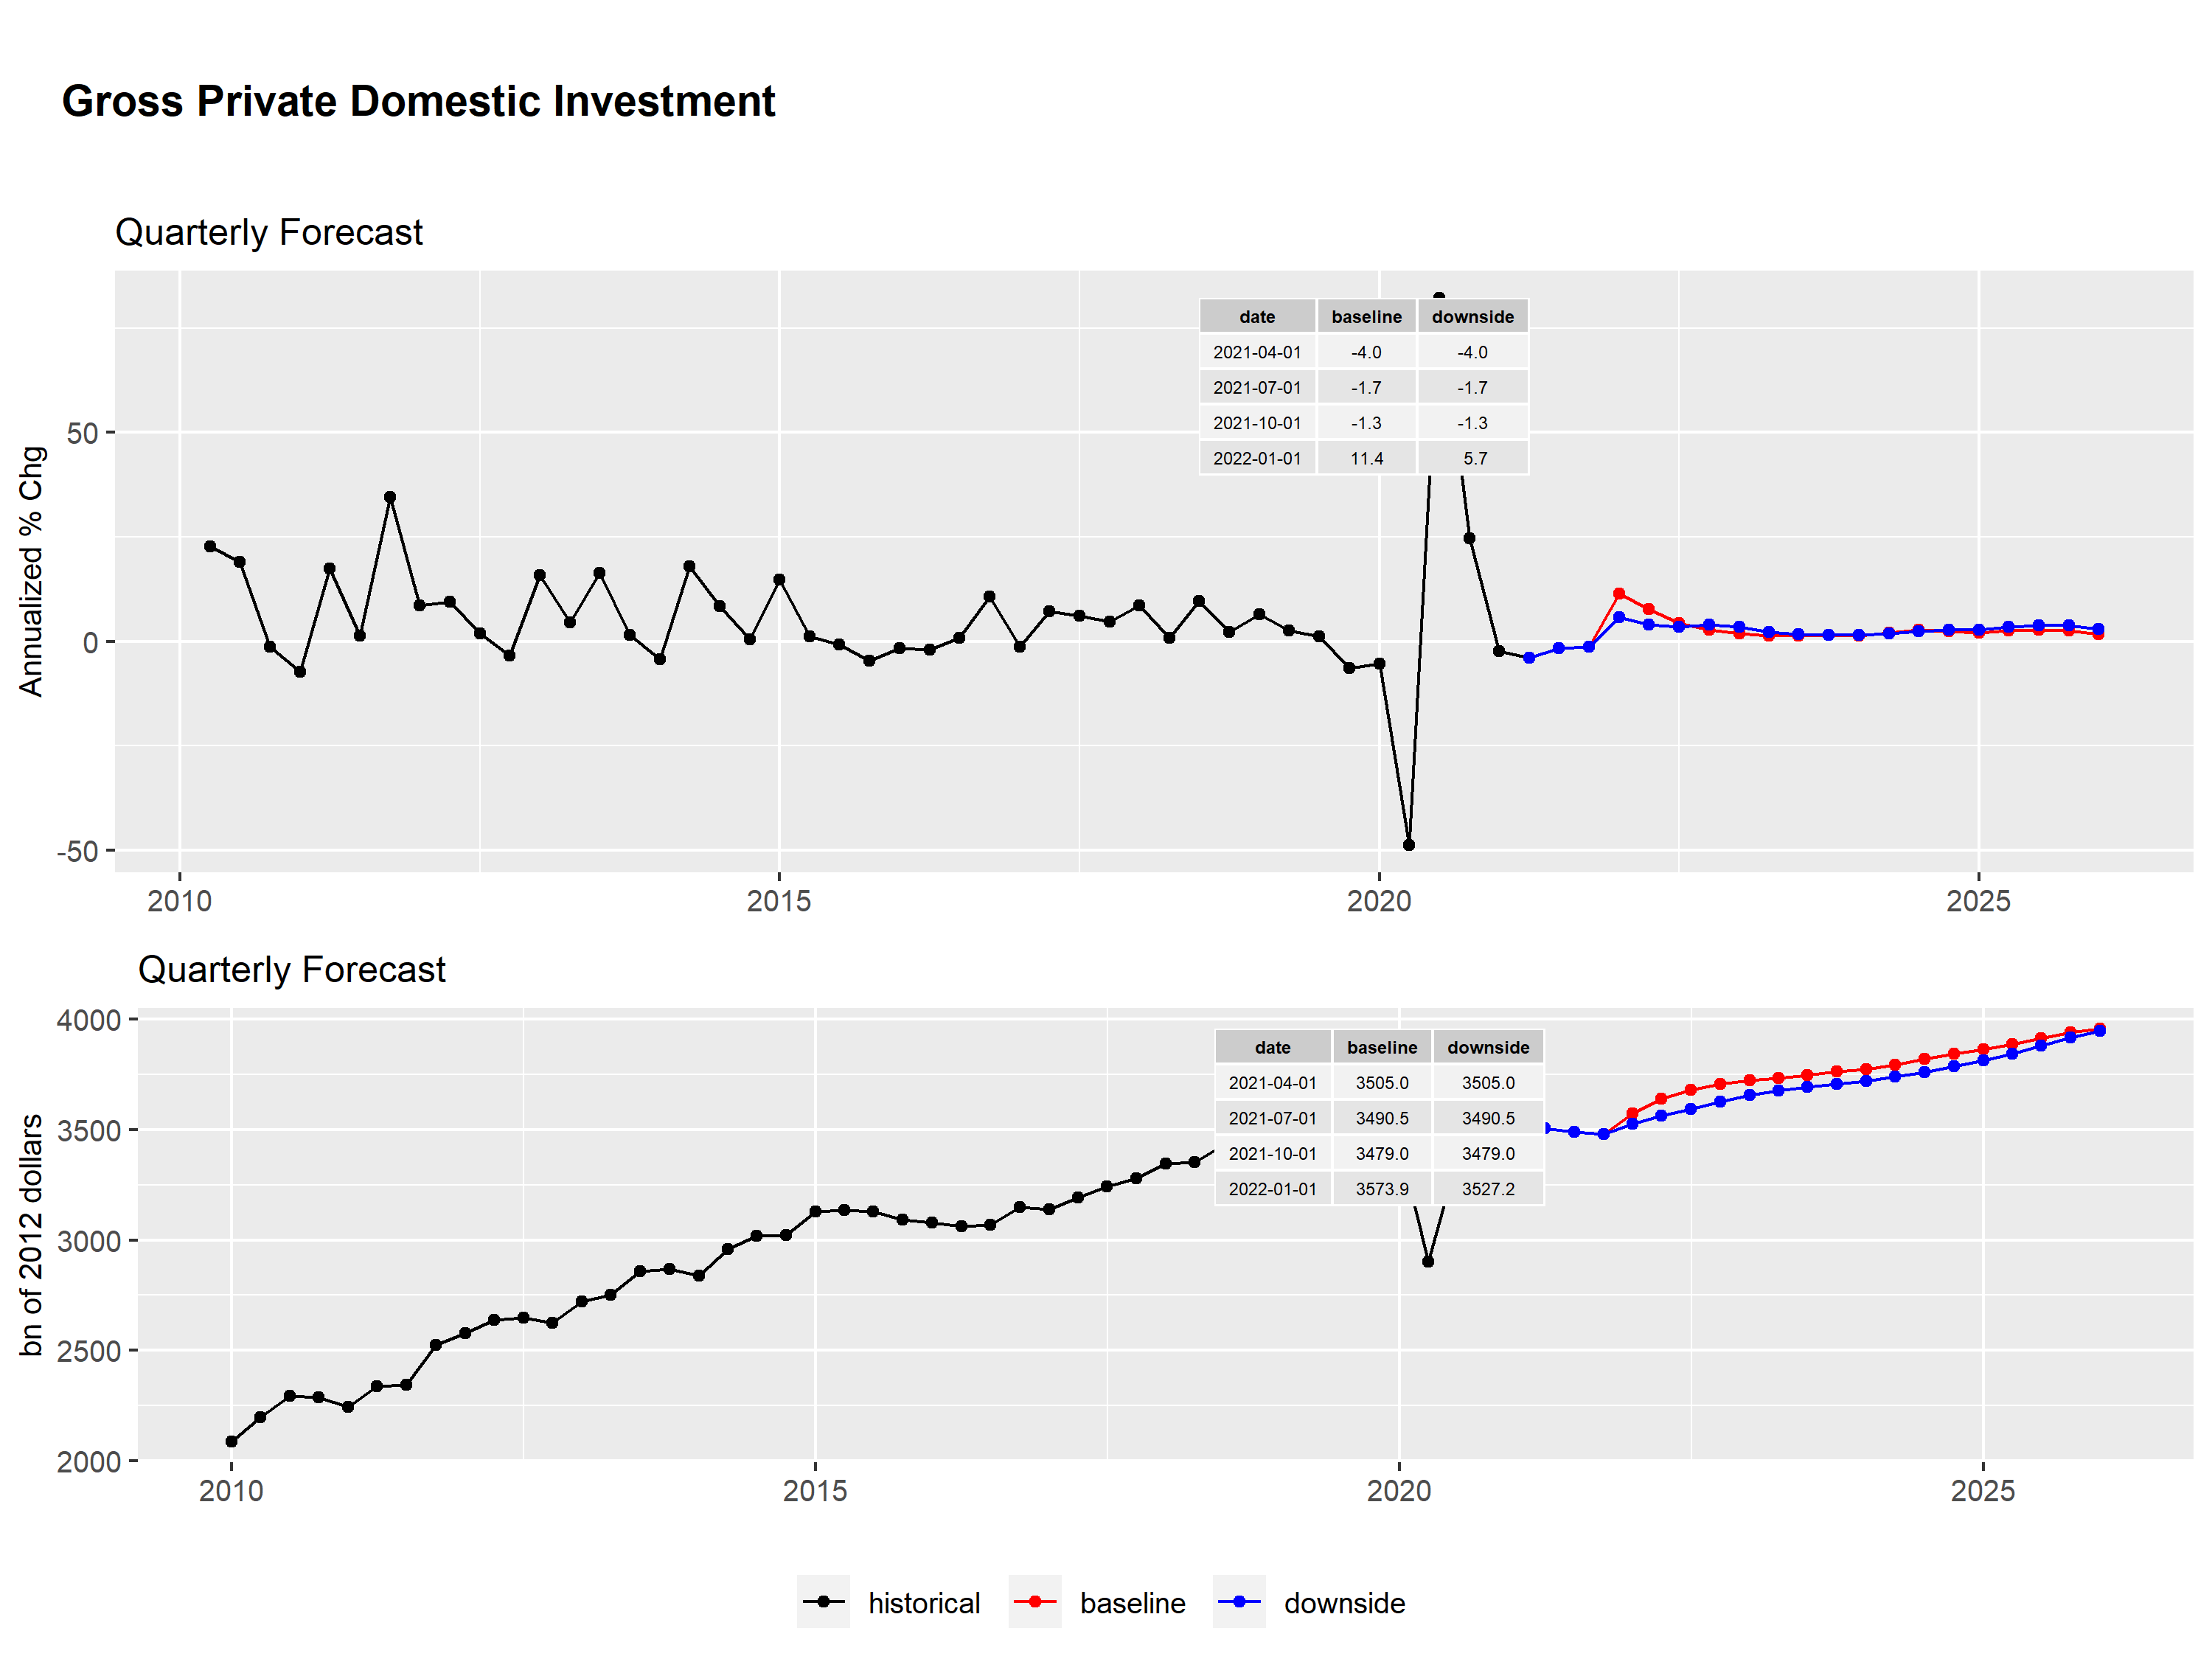 Gross Private Domestic Investment
Quarterly Forecast
Annualized % Chg
50
0
-50
date baseline downside
2021-04-01 -4.0 -4.0
2021-07-01 -1.7 -1.7
2021-10-01 -1.3 -1.3
2022-01-01 11.4 5.7
2010 2015 2020 2025
Quarterly Forecast
bn of 2012 dollars
4000
3500
3000
2500
2000
date baseline downside
2021-04-01 3505.0 3505.0
2021-07-01 3490.5 3490.5
2021-10-01 3479.0 3479.0
2022-01-01 3573.9 3527.2
2010 2015 2020 2025
historical baseline downside